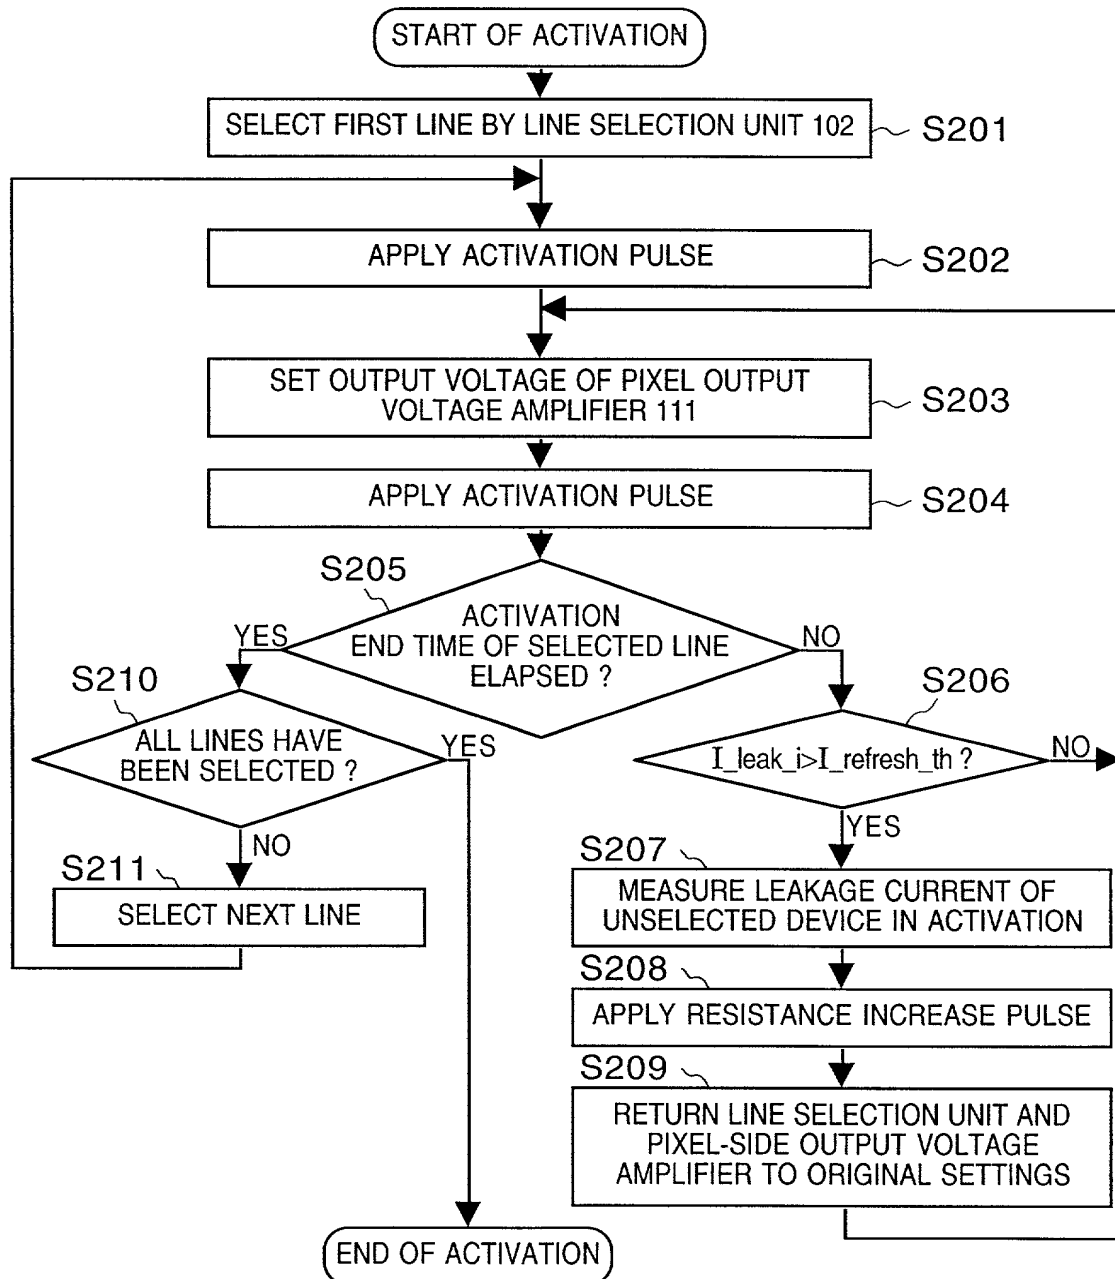 START OF ACTIVATION
SELECT FIRST LINE BY LINE SELECTION UNIT 102
S201
APPLY ACTIVATION PULSE
S202
SET OUTPUT VOLTAGE OF PIXEL OUTPUT
VOLTAGE AMPLIFIER 111
S203
APPLY ACTIVATION PULSE
S204
S205
ACTIVATION
END TIME OF SELECTED LINE
ELAPSED ?
YES
NO
S210
ALL LINES HAVE
BEEN SELECTED ?
YES
NO
S206
I_leak_i>I_refresh_th ?
NO
YES
S211
SELECT NEXT LINE
S207
MEASURE LEAKAGE CURRENT OF
UNSELECTED DEVICE IN ACTIVATION
S208
APPLY RESISTANCE INCREASE PULSE
S209
RETURN LINE SELECTION UNIT AND
PIXEL-SIDE OUTPUT VOLTAGE
AMPLIFIER TO ORIGINAL SETTINGS
END OF ACTIVATION